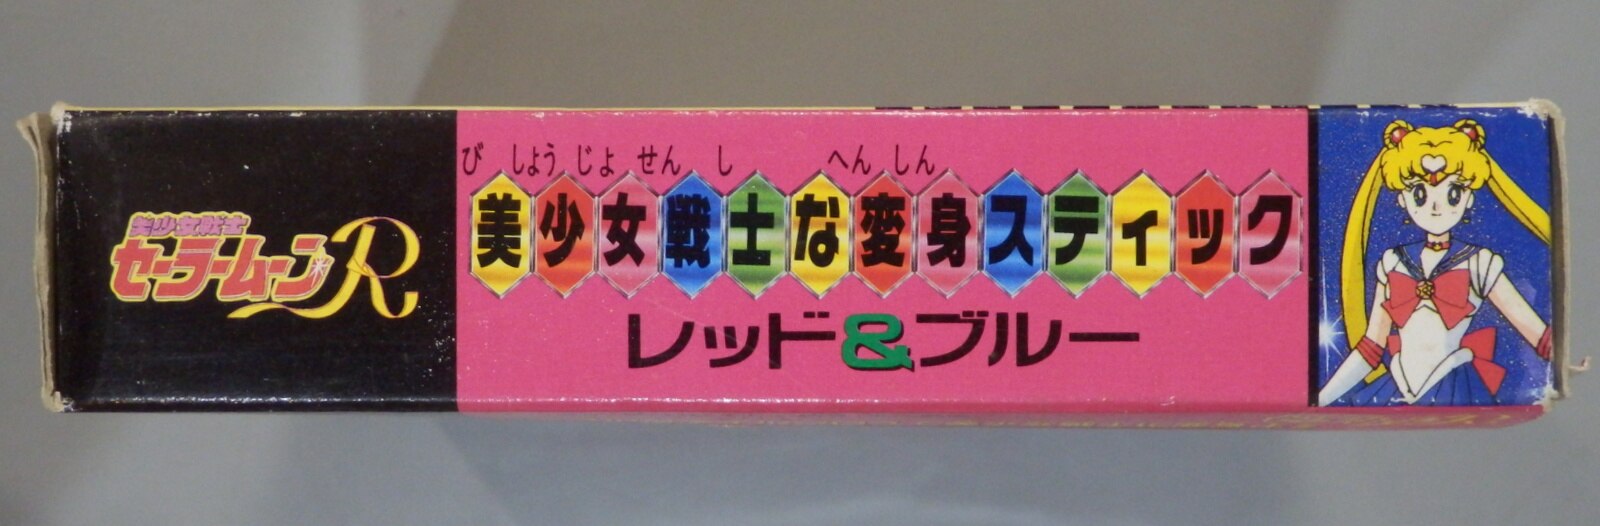 美少女戦士
セーラームーンR
び しょう じょ せん し へん しん
美少女戦士な変身スティック
レッド&ブルー